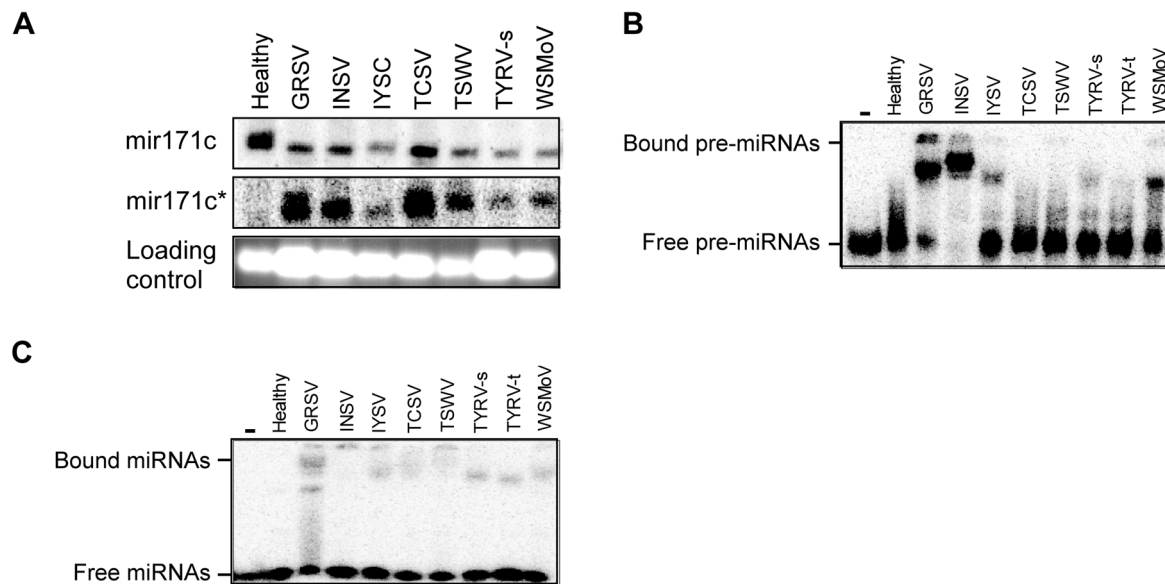 A
Healthy
GRSV
INSV
IYSC
TCSV
TSWV
TYRV-s
WSMoV
mir171c
mir171c*
Loading
control
B
-
Healthy
GRSV
INSV
IYSV
TCSV
TSWV
TYRV-s
TYRV-t
WSMoV
Bound pre-miRNAs
Free pre-miRNAs
C
-
Healthy
GRSV
INSV
IYSV
TCSV
TSWV
TYRV-s
TYRV-t
WSMoV
Bound miRNAs
Free miRNAs